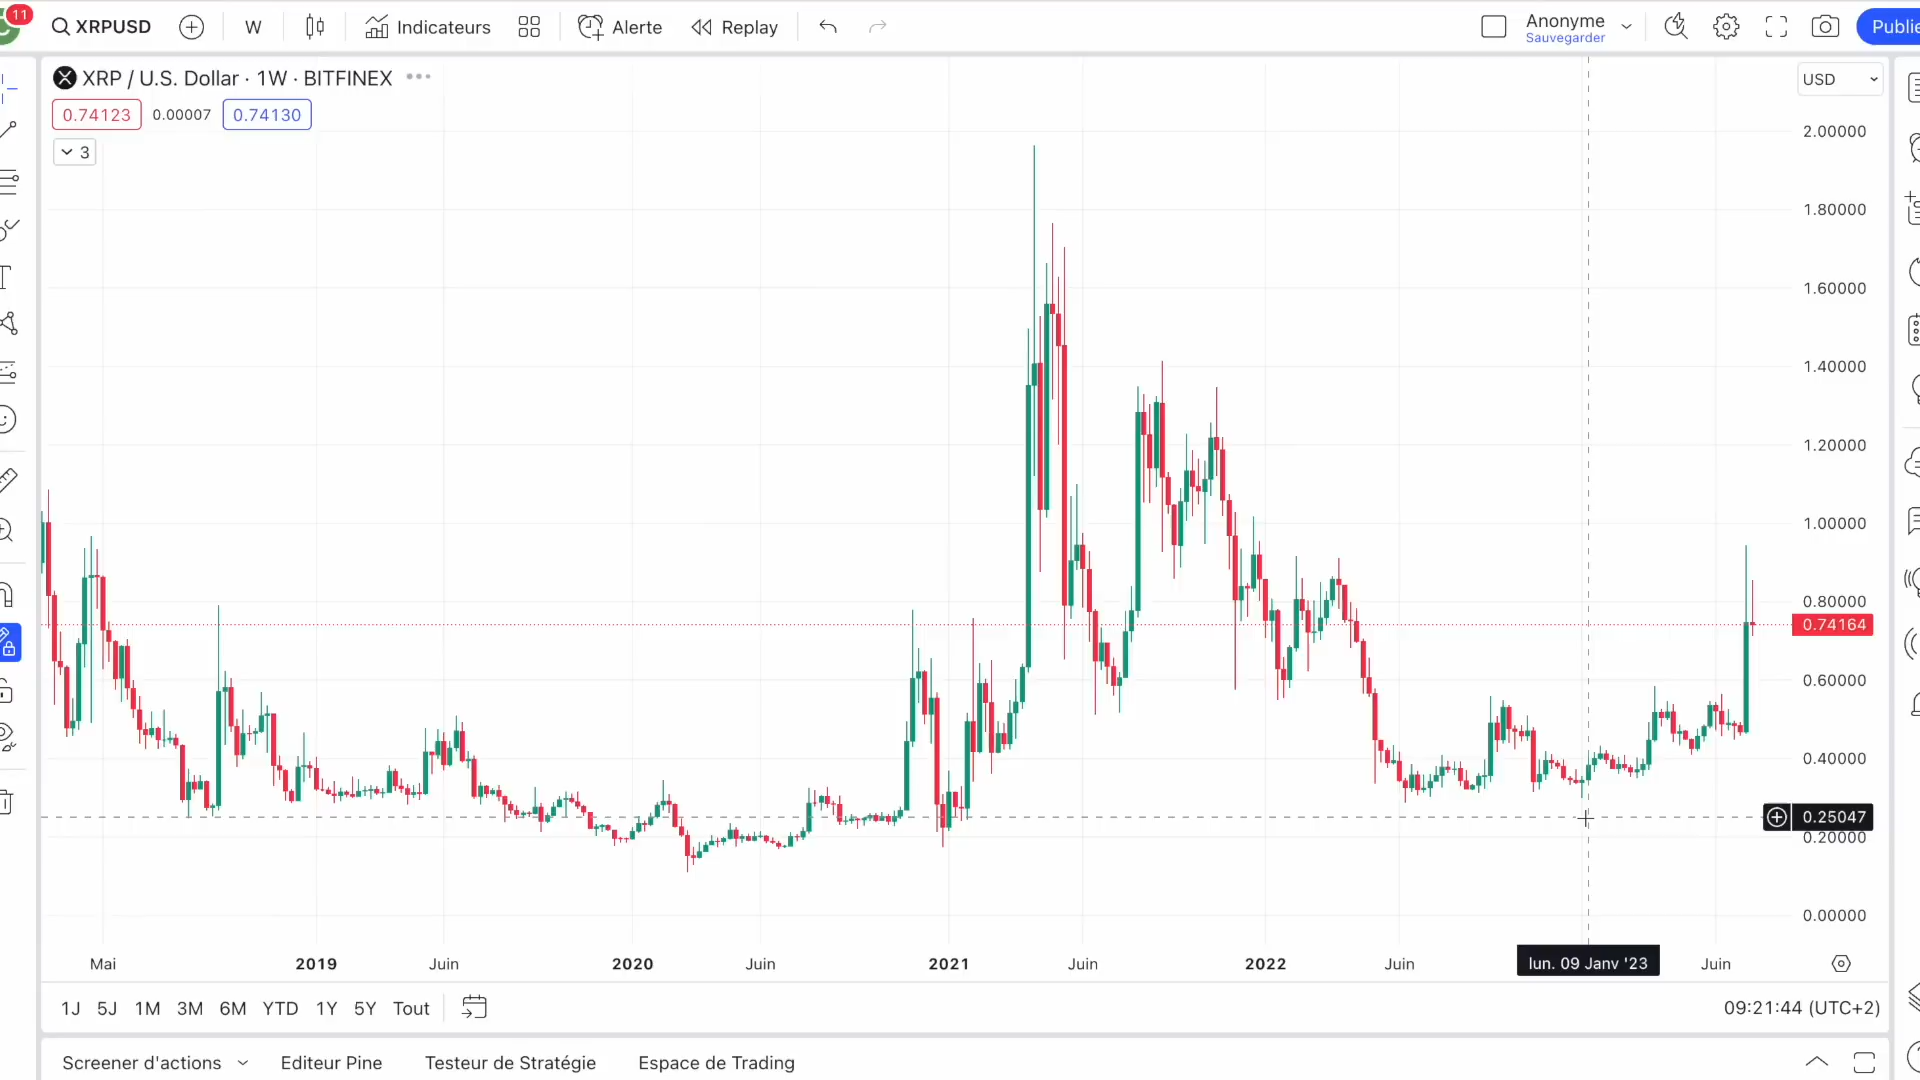 11 XRPUSD W Indicateurs Alerte Replay Anonyme
Sauvegarder
XRP / U.S. Dollar · 1W · BITFINEX
USD
0.74123 0.00007 0.74130
3
2.00000
1.80000
1.60000
1.40000
1.20000
1.00000
0.80000
0.74164
0.60000
0.40000
0.25047
0.20000
0.00000
Mai 2019 Juin 2020 Juin 2021 Juin 2022 Juin lun. 09 Janv '23 Juin
1J 5J 1M 3M 6M YTD 1Y 5Y Tout 09:21:44 (UTC+2)
Screener d'actions Editeur Pine Testeur de Stratégie Espace de Trading